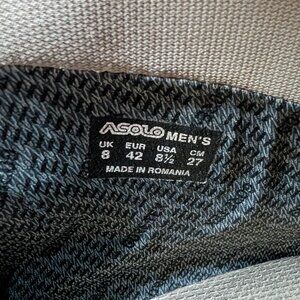 ASOLO MEN'S
UK EUR USA CM
8 42 8½ 27
MADE IN ROMANIA